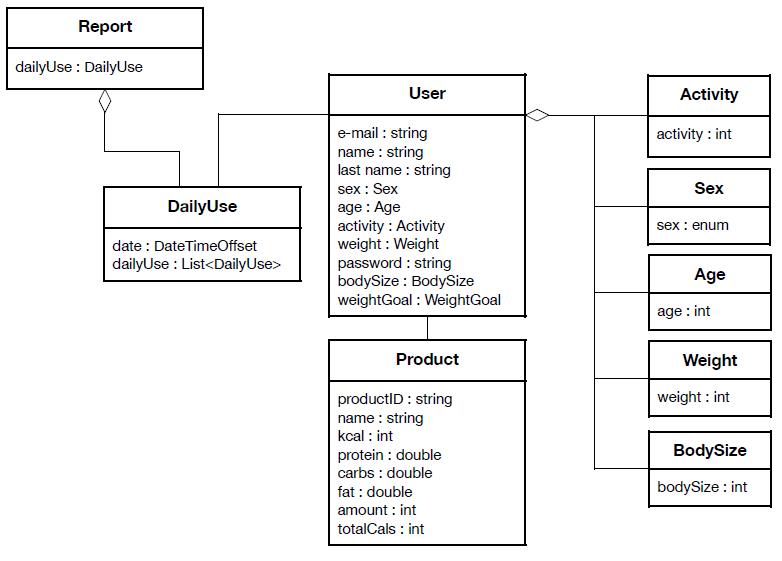 Report
dailyUse : DailyUse
User
e-mail : string
name : string
last name : string
sex : Sex
age : Age
activity : Activity
weight : Weight
password : string
bodySize : BodySize
weightGoal : WeightGoal
Activity
activity : int
Sex
sex : enum
Age
age : int
Weight
weight : int
BodySize
bodySize : int
DailyUse
date : DateTimeOffset
dailyUse : List<DailyUse>
Product
productID : string
name : string
kcal : int
protein : double
carbs : double
fat : double
amount : int
totalCals : int